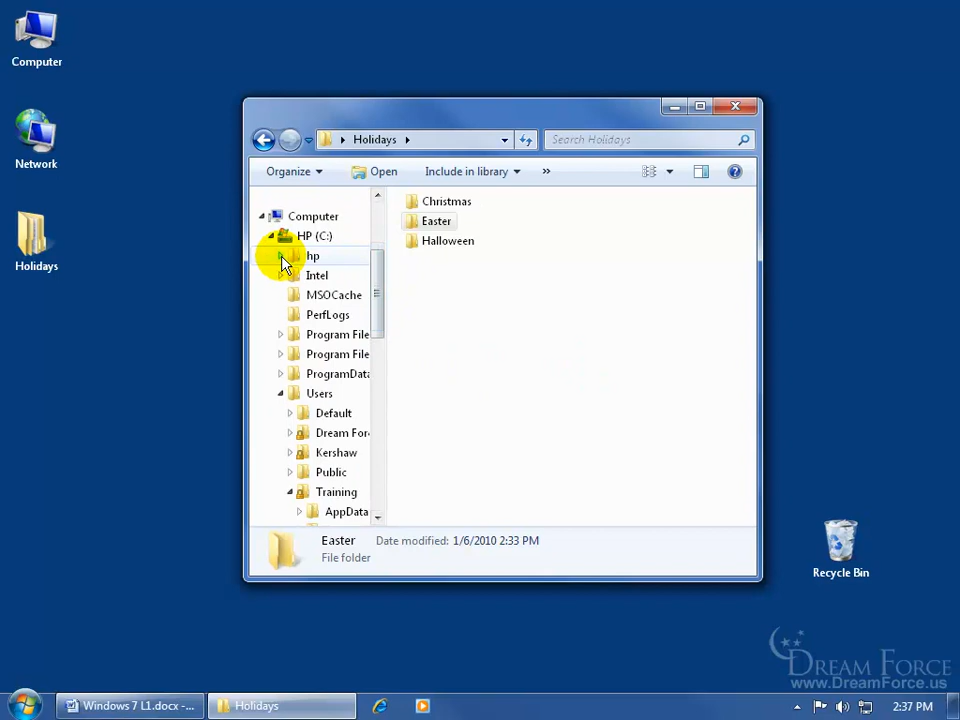 Computer
Network
Holidays
Holidays
Search Holidays
Organize
Open
Include in library
»
Computer
HP (C:)
hp
Intel
MSOCache
PerfLogs
Program File
Program File
ProgramData
Users
Default
Dream For
Kershaw
Public
Training
AppData
Christmas
Easter
Halloween
Easter
Date modified: 1/6/2010 2:33 PM
File folder
Recycle Bin
DREAM FORCE
www.DreamForce.us
Windows 7 L1.docx -...
Holidays
2:37 PM